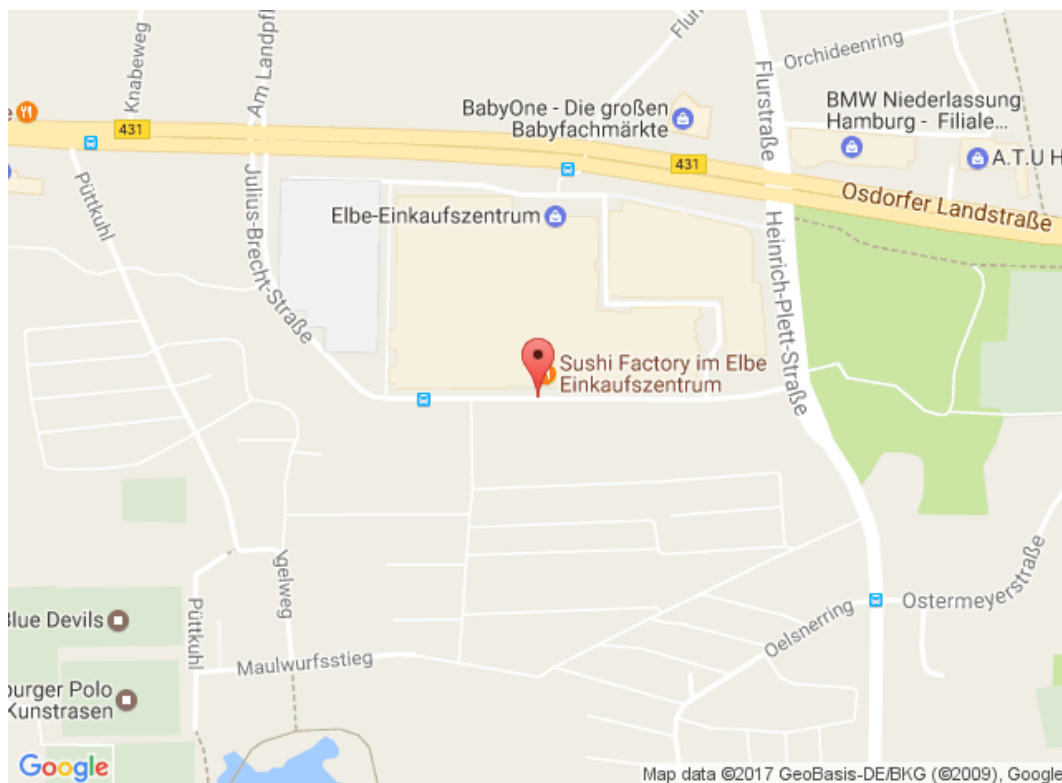 Knabeweg
Am Landpfl
Flur
Flurstraße
Orchideenring
BabyOne - Die großen
Babyfachmärkte
BMW Niederlassung
Hamburg - Filiale...
A.T.U H
431
431
Osdorfer Landstraße
Püttkuhl
Julius-Brecht-Straße
Elbe-Einkaufszentrum
Heinrich-Plett-Straße
Sushi Factory im Elbe
Einkaufszentrum
Igelweg
Püttkuhl
Blue Devils
Maulwurfsstieg
Oelsnerring
Ostermeyerstraße
burger Polo
Kunstrasen
Google
Map data ©2017 GeoBasis-DE/BKG (©2009), Google